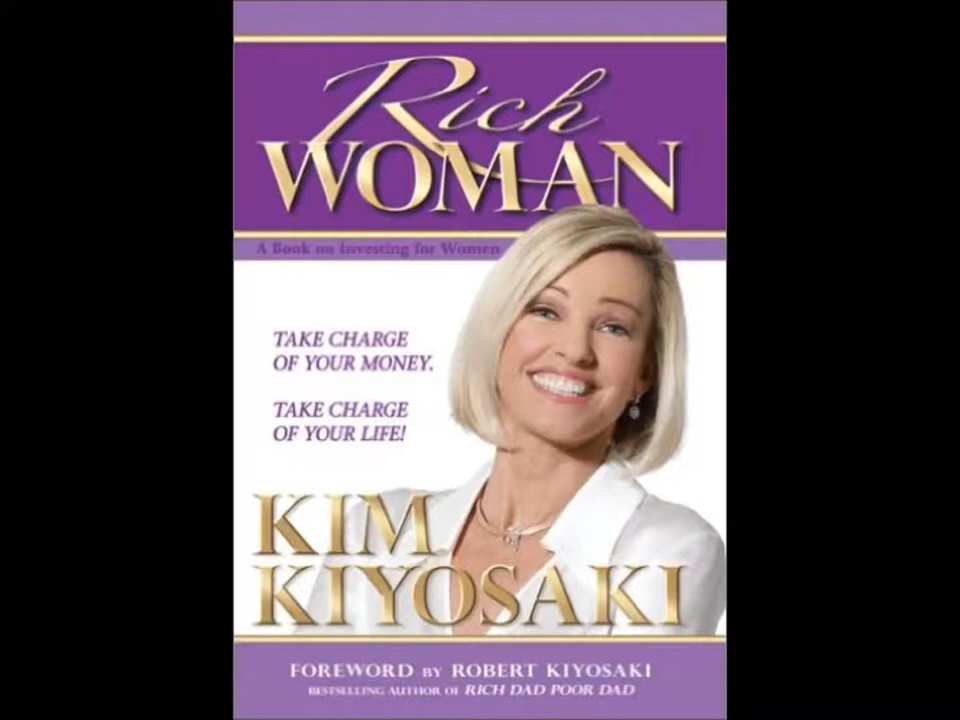 Rich
WOMAN
A Book on Investing for Women
TAKE CHARGE
OF YOUR MONEY.
TAKE CHARGE
OF YOUR LIFE!
KIM
KIYOSAKI
FOREWORD BY ROBERT KIYOSAKI
BESTSELLING AUTHOR OF RICH DAD POOR DAD